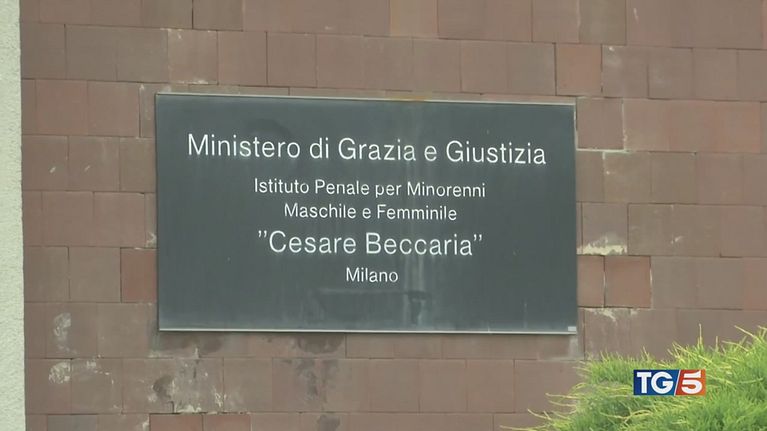 Ministero di Grazia e Giustizia
Istituto Penale per Minorenni
Maschile e Femminile
"Cesare Beccaria"
Milano
TG5